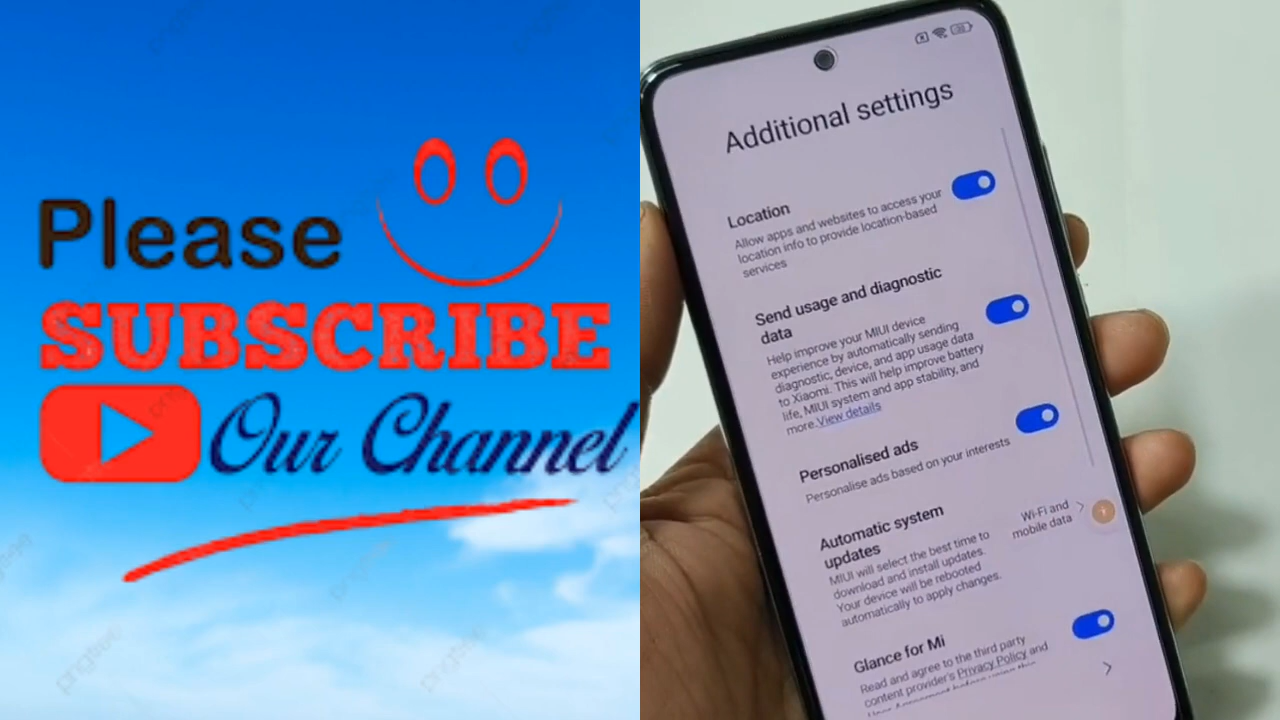 Please
SUBSCRIBE
Our Channel
Additional settings
Location
Allow apps and websites to access your
location info to provide location-based
services
Send usage and diagnostic
data
Help improve your MIUI device
experience by automatically sending
diagnostic, device, and app usage data
to Xiaomi. This will help improve battery
life, MIUI system and app stability, and
more. View details
Personalised ads
Personalise ads based on your interests
Automatic system
updates
MIUI will select the best time to
download and install updates.
Your device will be rebooted
automatically to apply changes.
Wi-Fi and
mobile data
Glance for Mi
Read and agree to the third party
content provider's Privacy Policy and